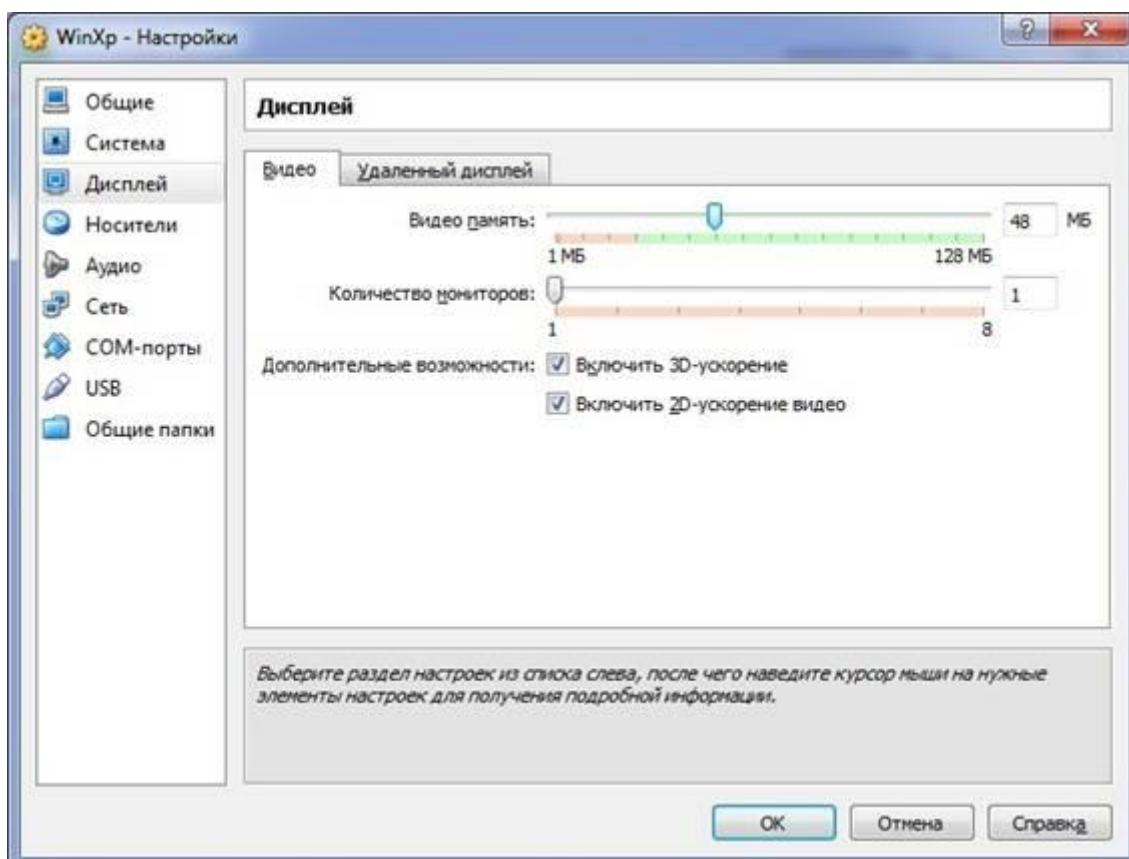 WinXp - Настройки
Общие
Система
Дисплей
Носители
Аудио
Сеть
COM-порты
USB
Общие папки
Дисплей
Видео
Удаленный дисплей
Видео память:
48 МБ
1 МБ 128 МБ
Количество мониторов:
1
1 8
Дополнительные возможности:
Включить 3D-ускорение
Включить 2D-ускорение видео
Выберите раздел настроек из списка слева, после чего наведите курсор мыши на нужные
элементы настроек для получения подробной информации.
OK Отмена Справка